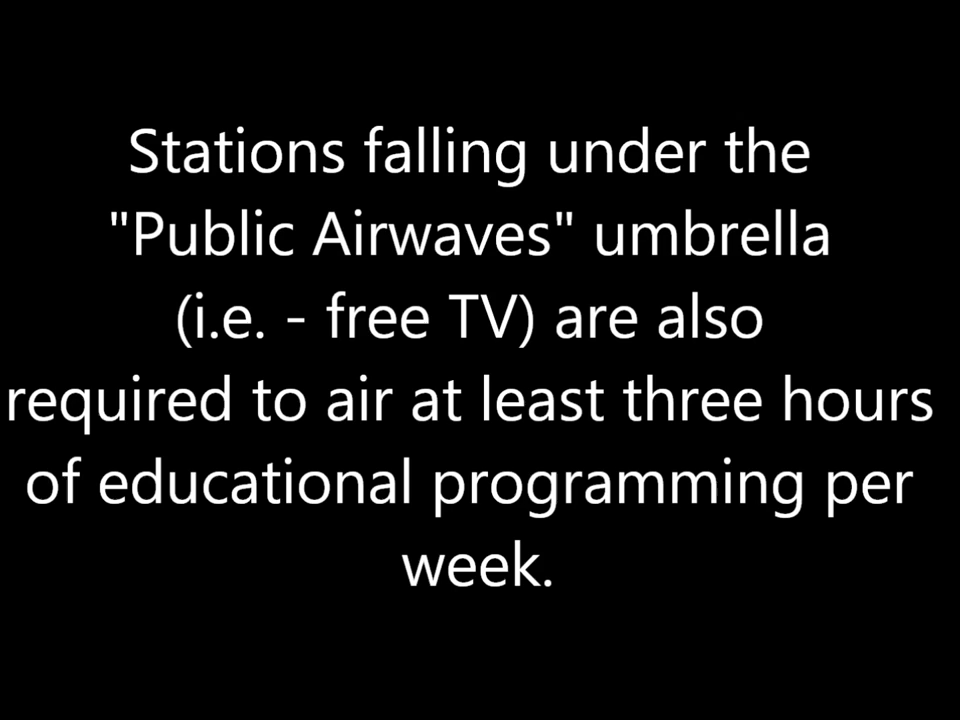 Stations falling under the
"Public Airwaves" umbrella
(i.e. - free TV) are also
required to air at least three hours
of educational programming per
week.